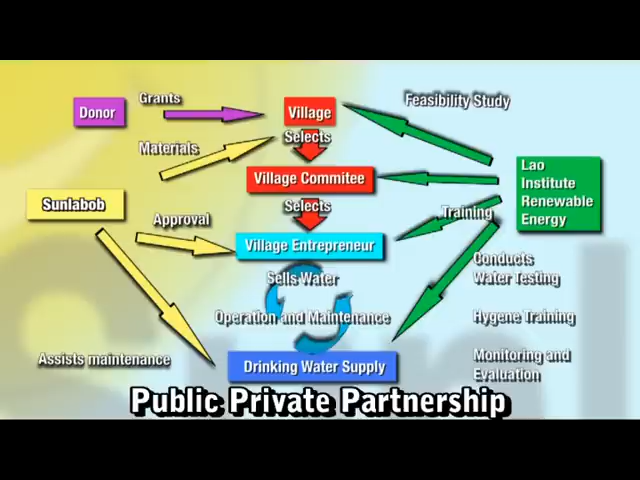 Grants
Feasibility Study
Donor
Village
Selects
Materials
Lao
Institute
Renewable
Energy
Village Commitee
Sunlabob
Selects
Training
Approval
Village Entrepreneur
Conducts
Water Testing
Sells Water
Operation and Maintenance
Hygene Training
Assists maintenance
Drinking Water Supply
Monitoring and
Evaluation
Public Private Partnership